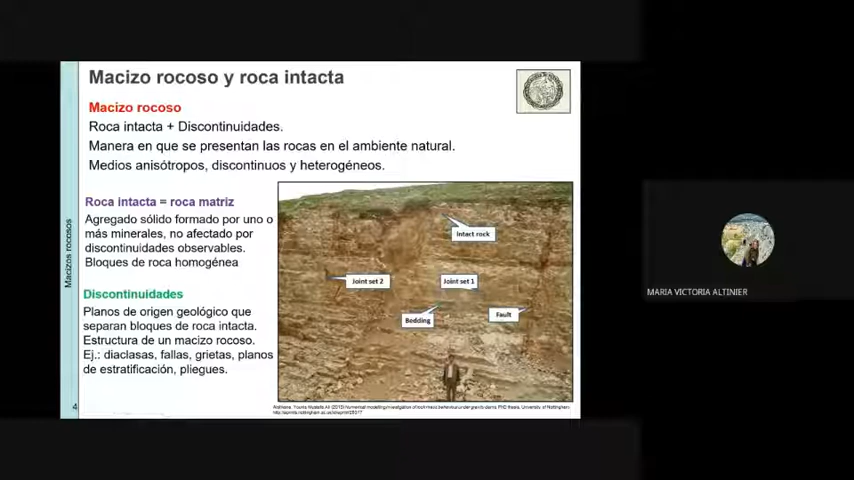 Macizo rocoso y roca intacta
Macizo rocoso
Roca intacta + Discontinuidades.
Manera en que se presentan las rocas en el ambiente natural.
Medios anisótropos, discontinuos y heterogéneos.
Roca intacta = roca matriz
Agregado sólido formado por uno o
más minerales, no afectado por
discontinuidades observables.
Bloques de roca homogénea
Discontinuidades
Planos de origen geológico que
separan bloques de roca intacta.
Estructura de un macizo rocoso.
Ej.: diaclasas, fallas, grietas, planos
de estratificación, pliegues.
Intact rock
Joint set 2
Joint set 1
Bedding
Fault
Macizos rocosos
4
MARIA VICTORIA ALTINIER